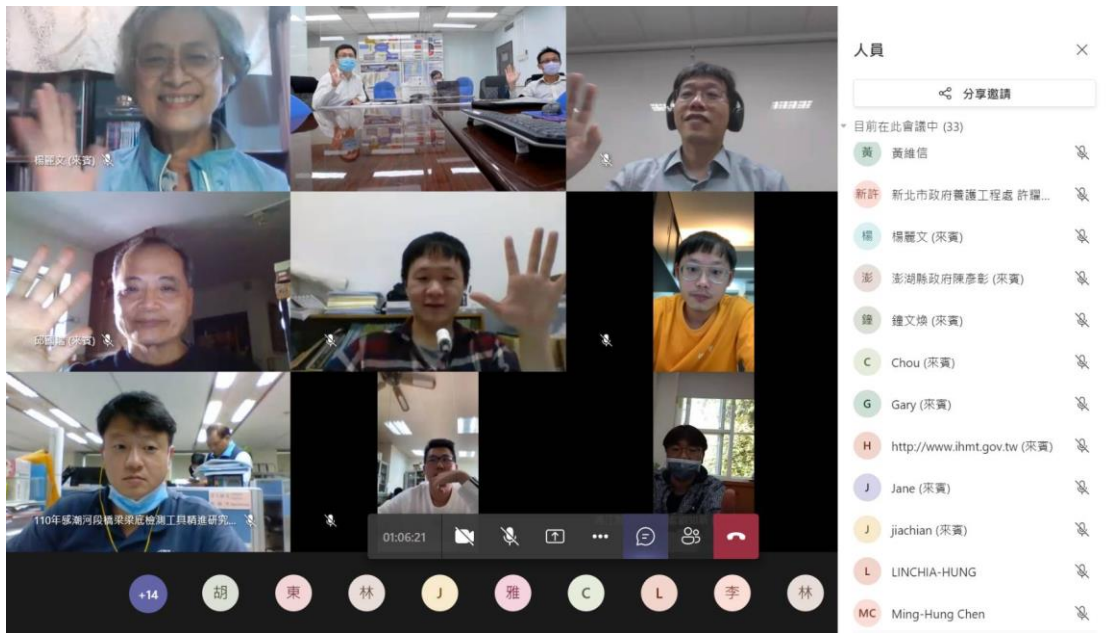 楊麗文 (來賓)
110年感潮河段橋梁梁底檢測工具精進研究...
01:06:21
+14
胡
東
林
J
雅
C
L
李
林
人員
分享邀請
目前在此會議中 (33)
黃 黃維信
新許 新北市政府養護工程處 許耀...
楊 楊麗文 (來賓)
澎 澎湖縣政府陳彥彰 (來賓)
鐘 鐘文煥 (來賓)
C Chou (來賓)
G Gary (來賓)
H http://www.ihmt.gov.tw (來賓)
J Jane (來賓)
J jiachian (來賓)
L LINCHIA-HUNG
MC Ming-Hung Chen